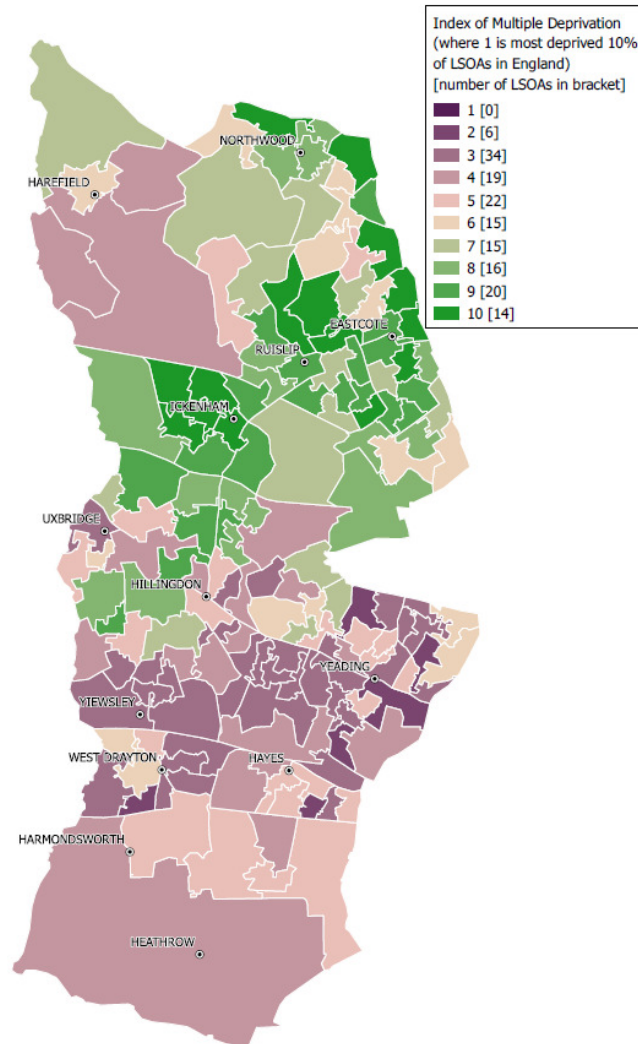 Index of Multiple Deprivation
(where 1 is most deprived 10%
of LSOAs in England)
[number of LSOAs in bracket]
1 [0]
2 [6]
3 [34]
4 [19]
5 [22]
6 [15]
7 [15]
8 [16]
9 [20]
10 [14]
NORTHWOOD
HAREFIELD
EASTCOTE
RUISLIP
ICKENHAM
UXBRIDGE
HILLINGDON
YEADING
YIEWSLEY
WEST DRAYTON
HAYES
HARMONDSWORTH
HEATHROW